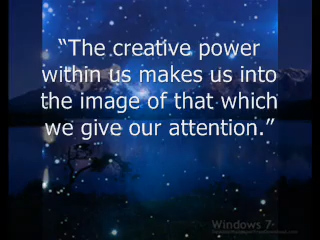 “The creative power
within us makes us into
the image of that which
we give our attention.”
Windows 7